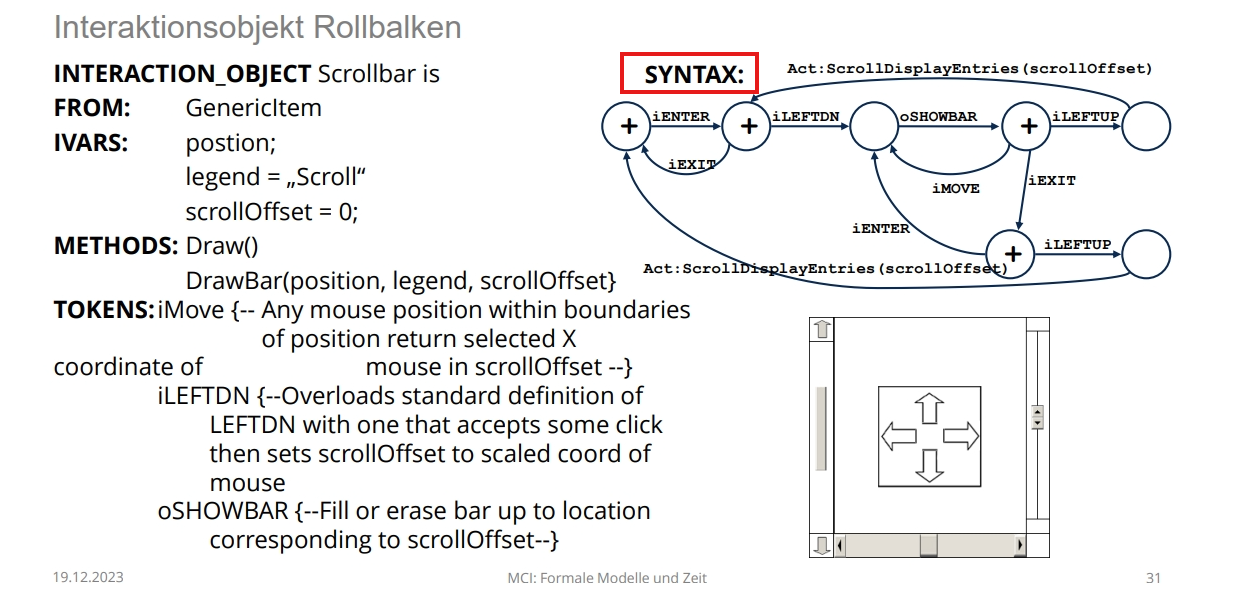 Interaktionsobjekt Rollbalken
INTERACTION_OBJECT Scrollbar is
FROM: GenericItem
IVARS: postion;
legend = „Scroll“
scrollOffset = 0;
METHODS: Draw()
DrawBar(position, legend, scrollOffset}
TOKENS: iMove {-- Any mouse position within boundaries
of position return selected X
coordinate of mouse in scrollOffset --}
iLEFTDN {--Overloads standard definition of
LEFTDN with one that accepts some click
then sets scrollOffset to scaled coord of
mouse
oSHOWBAR {--Fill or erase bar up to location
corresponding to scrollOffset--}
SYNTAX:
Act:ScrollDisplayEntries(scrollOffset)
+ iENTER + iLEFTDN oSHOWBAR + iLEFTUP
iEXIT
iMOVE
iEXIT
iENTER
+ iLEFTUP
Act:ScrollDisplayEntries(scrollOffset)
19.12.2023
MCI: Formale Modelle und Zeit
31